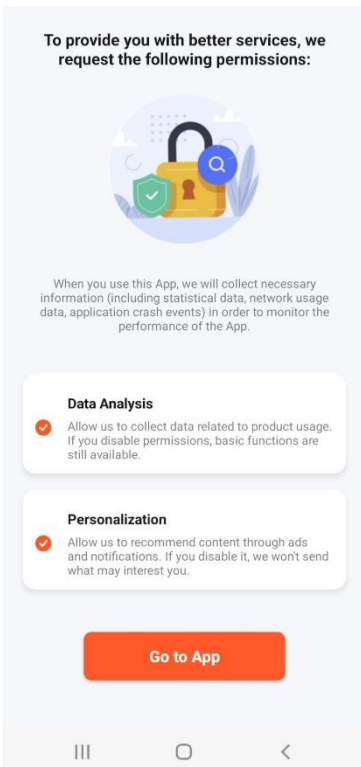 To provide you with better services, we
request the following permissions:
When you use this App, we will collect necessary
information (including statistical data, network usage
data, application crash events) in order to monitor the
performance of the App.
Data Analysis
Allow us to collect data related to product usage.
If you disable permissions, basic functions are
still available.
Personalization
Allow us to recommend content through ads
and notifications. If you disable it, we won't send
what may interest you.
Go to App